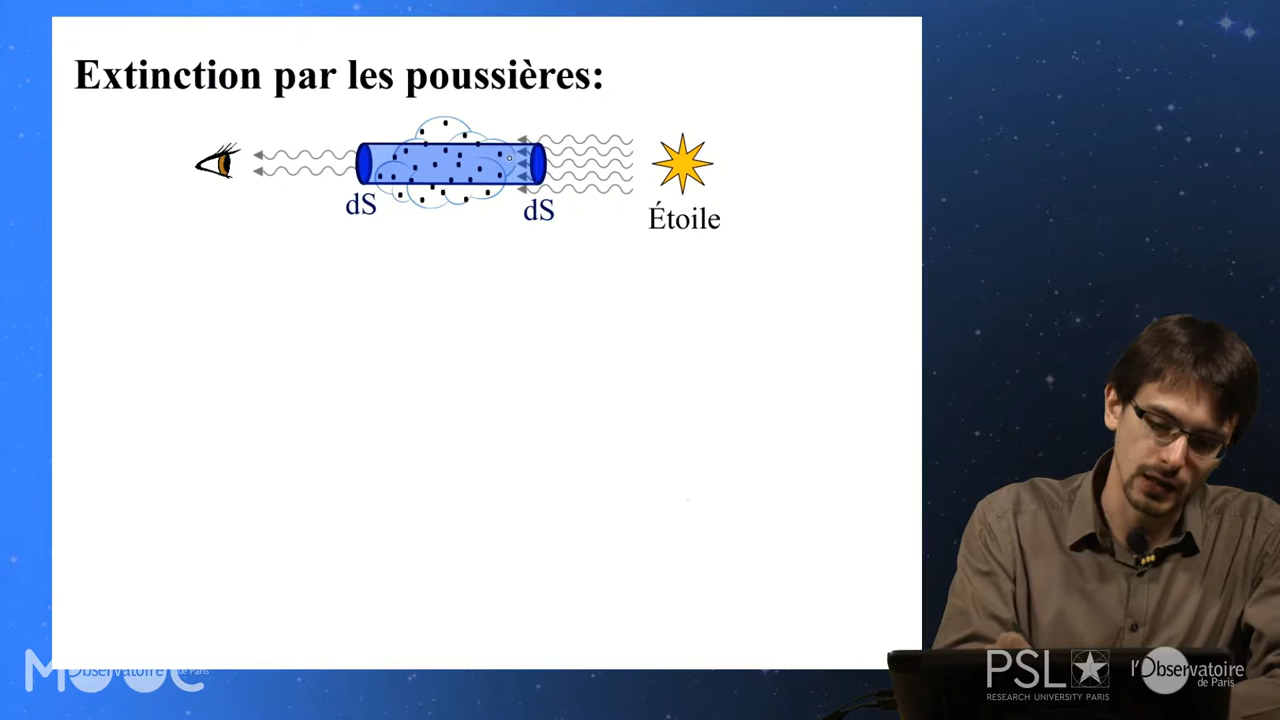 Extinction par les poussières:
dS
dS
Étoile
MOOC
Observatoire de Paris
PSL
RESEARCH UNIVERSITY PARIS
l'Observatoire
de Paris